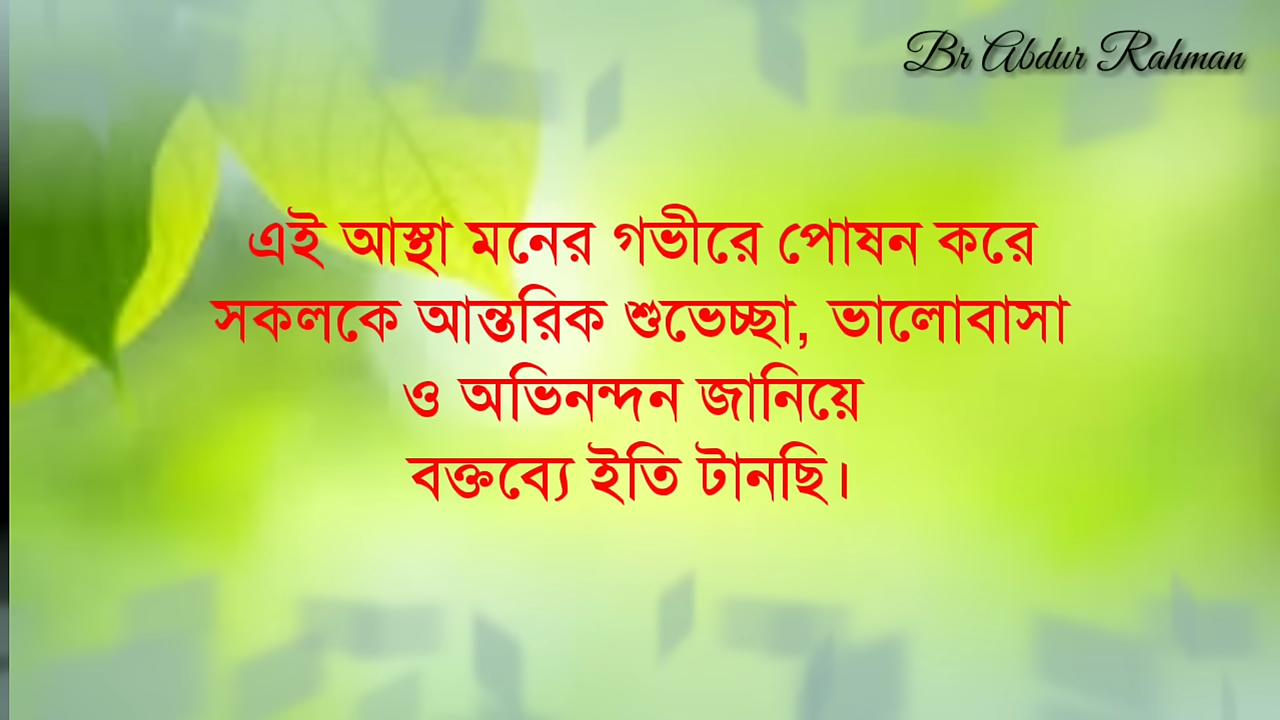 Br Abdur Rahman
এই আস্থা মনের গভীরে পোষন করে
সকলকে আন্তরিক শুভেচ্ছা, ভালোবাসা
ও অভিনন্দন জানিয়ে
বক্তব্যে ইতি টানছি।